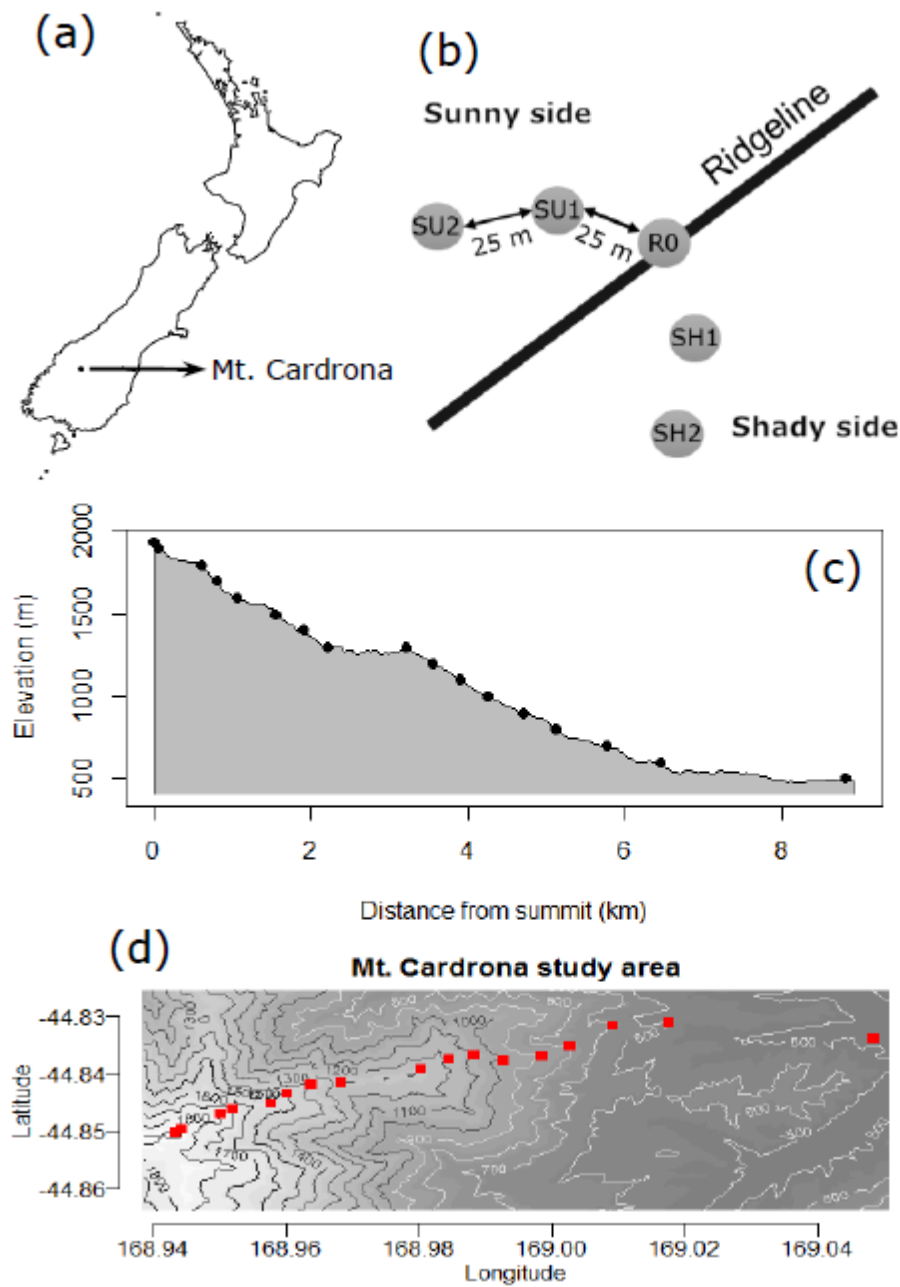 (a)
Mt. Cardrona
(b)
Sunny side
Ridgeline
SU2
SU1
R0
25 m
25 m
SH1
SH2
Shady side
(c)
Elevation (m)
2000
1500
1000
500
0
2
4
6
8
Distance from summit (km)
(d)
Mt. Cardrona study area
Latitude
-44.83
-44.84
-44.85
-44.86
1000
1200
1300
1100
1700
700
168.94
168.96
168.98
169.00
169.02
169.04
Longitude